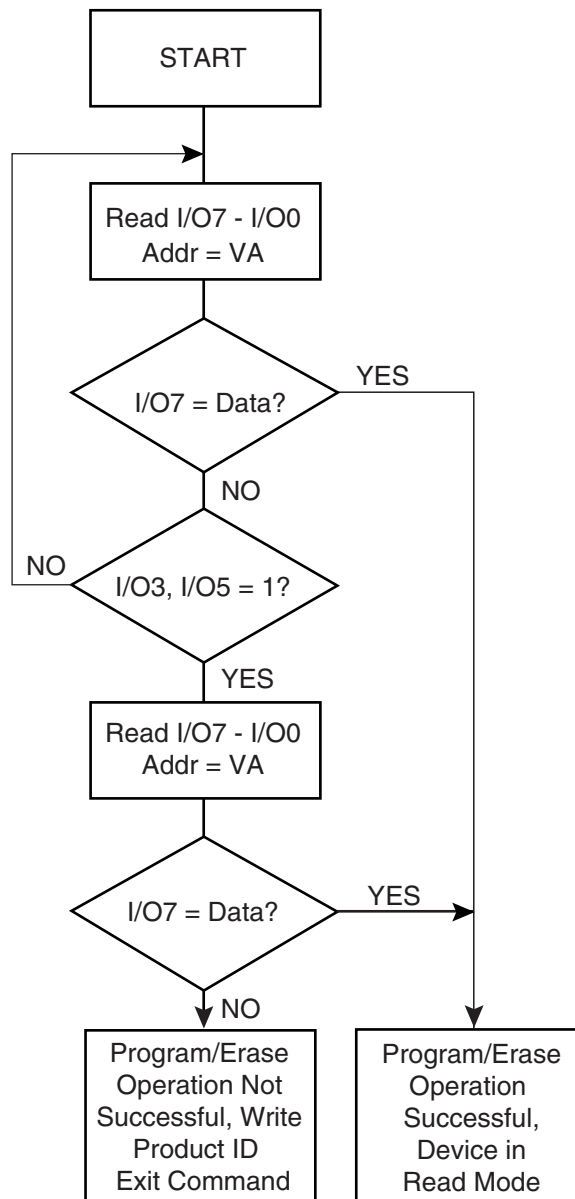 START
Read I/O7 - I/O0
Addr = VA
I/O7 = Data?
YES
NO
NO
I/O3, I/O5 = 1?
YES
Read I/O7 - I/O0
Addr = VA
I/O7 = Data?
YES
NO
Program/Erase
Operation Not
Successful, Write
Product ID
Exit Command
Program/Erase
Operation
Successful,
Device in
Read Mode